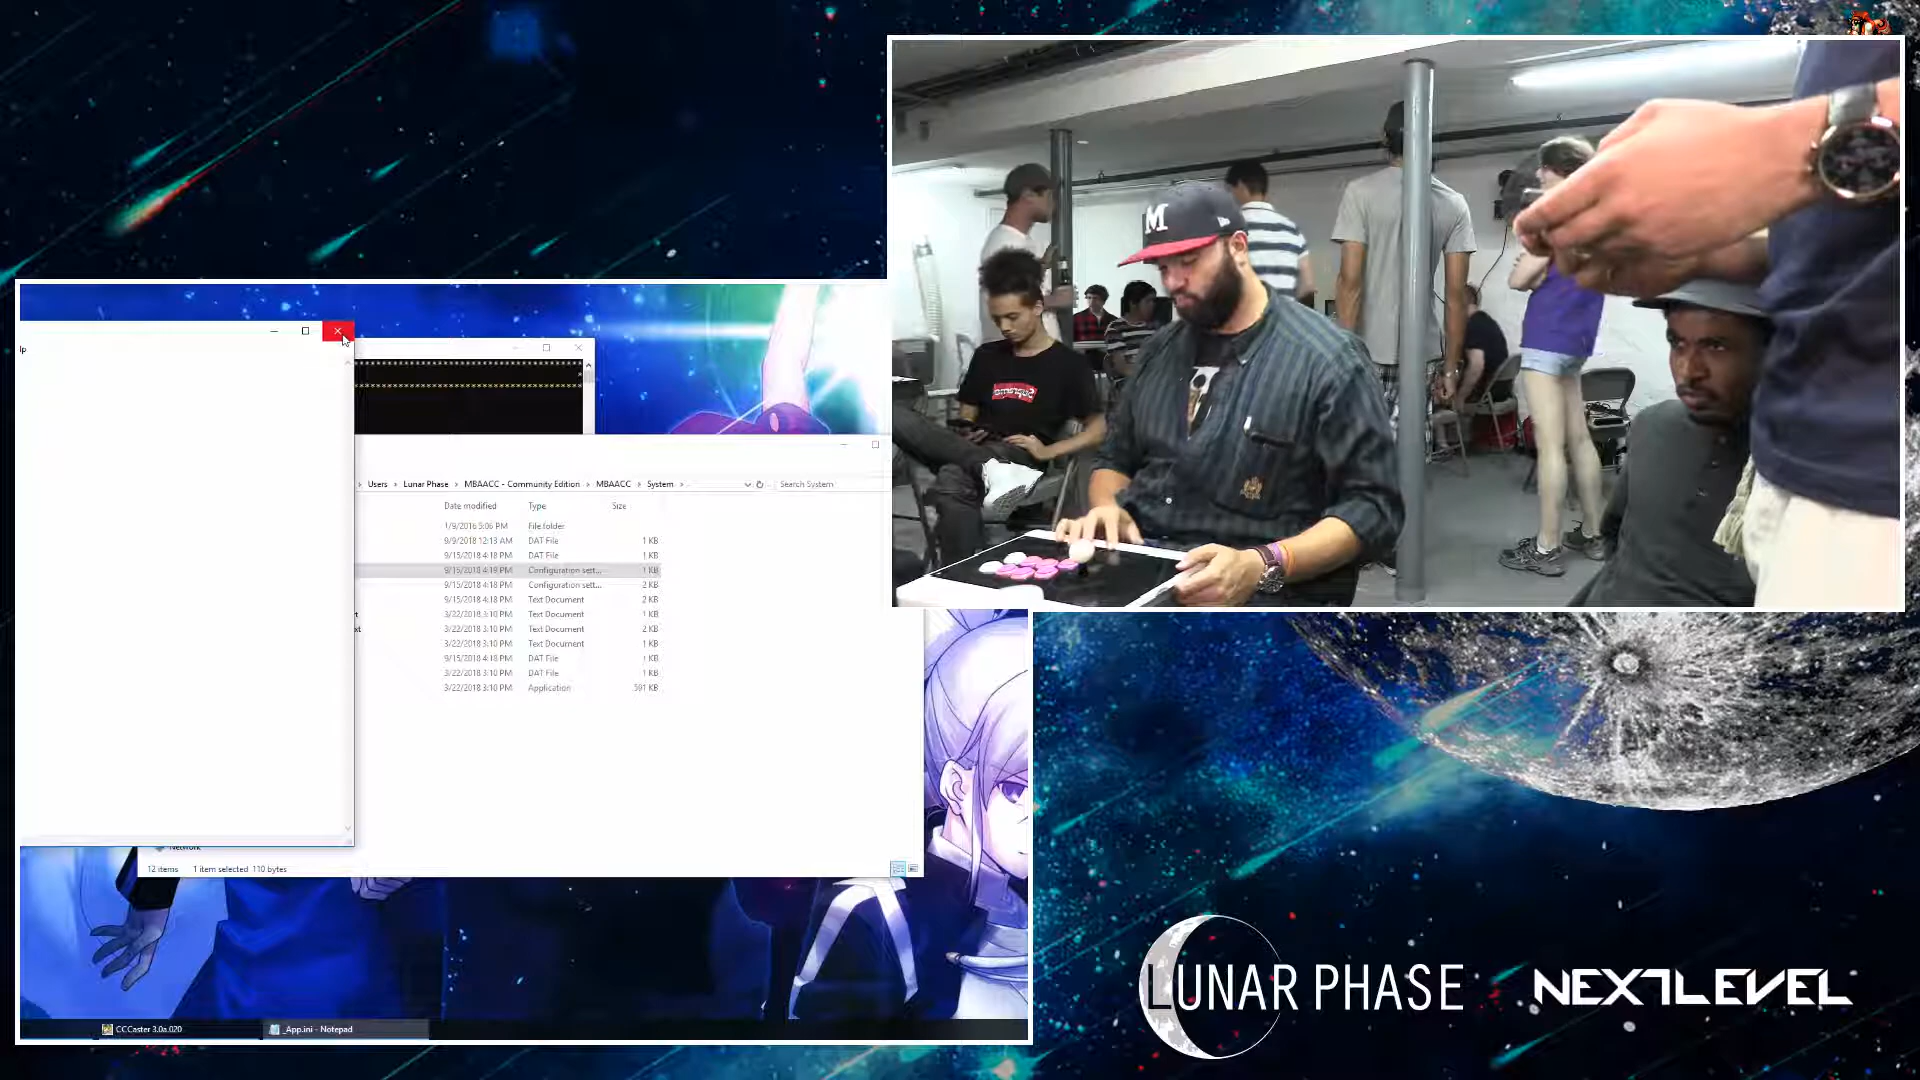 M
lp
Users > Lunar Phase > MBAACC - Community Edition > MBAACC > System >
Search System
Date modified Type Size
1/9/2016 5:06 PM File folder
9/9/2018 12:13 AM DAT File 1 KB
9/15/2018 4:18 PM DAT File 1 KB
9/15/2018 4:19 PM Configuration sett... 1 KB
9/15/2018 4:18 PM Configuration sett... 2 KB
9/15/2018 4:18 PM Text Document 2 KB
3/22/2018 3:10 PM Text Document 1 KB
xt 3/22/2018 3:10 PM Text Document 2 KB
3/22/2018 3:10 PM Text Document 1 KB
9/15/2018 4:18 PM DAT File 1 KB
3/22/2018 3:10 PM DAT File 1 KB
3/22/2018 3:10 PM Application 591 KB
Network
12 items 1 item selected 110 bytes
LUNAR PHASE
NEXTLEVEL
CCCaster 3.0a.020
_App.ini - Notepad